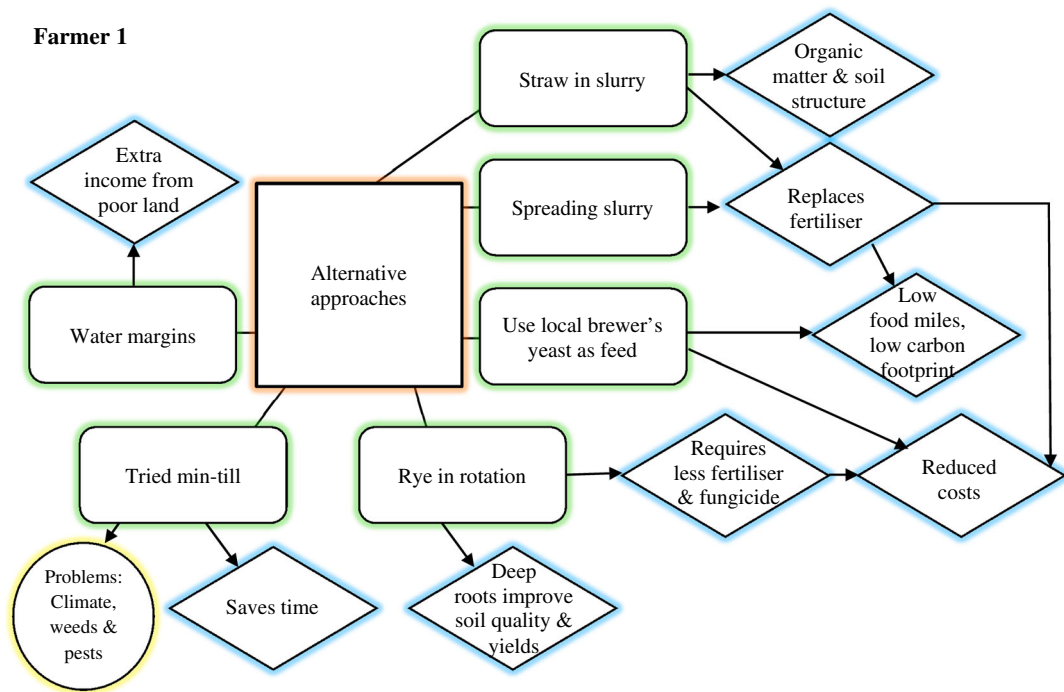 Farmer 1
Straw in slurry
Organic
matter & soil
structure
Extra
income from
poor land
Spreading slurry
Replaces
fertiliser
Alternative
approaches
Water margins
Use local brewer’s
yeast as feed
Low
food miles,
low carbon
footprint
Tried min-till
Rye in rotation
Requires
less fertiliser
& fungicide
Reduced
costs
Problems:
Climate,
weeds &
pests
Saves time
Deep
roots improve
soil quality &
yields